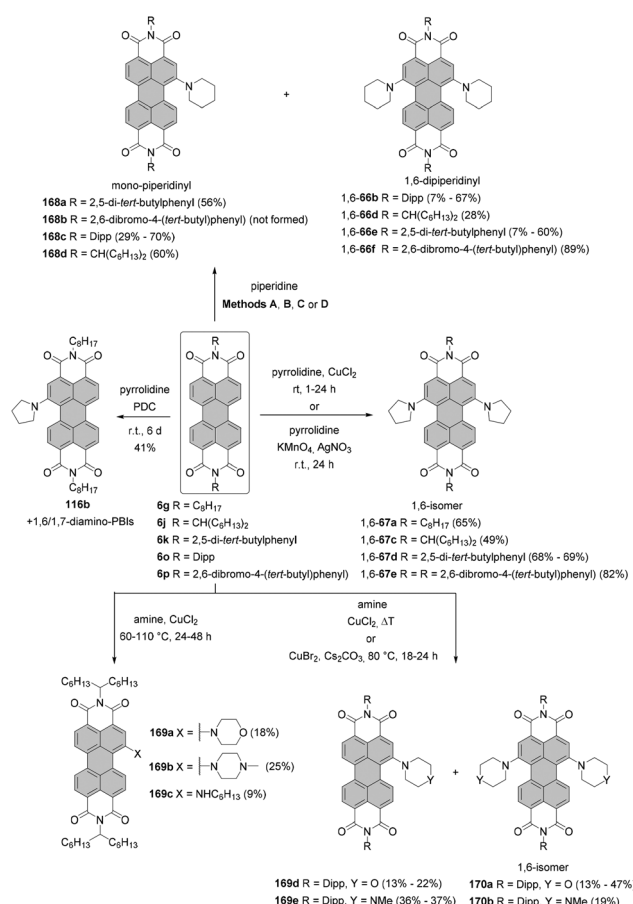 R
R
O N O
O N O
N
N
N
+
O N O
O N O
R
R
mono-piperidinyl
1,6-dipiperidinyl
168a R = 2,5-di-tert-butylphenyl (56%)
168b R = 2,6-dibromo-4-(tert-butyl)phenyl) (not formed)
168c R = Dipp (29% - 70%)
168d R = CH(C6H13)2 (60%)
1,6-66b R = Dipp (7% - 67%)
1,6-66d R = CH(C6H13)2 (28%)
1,6-66e R = 2,5-di-tert-butylphenyl (7% - 60%)
1,6-66f R = 2,6-dibromo-4-(tert-butyl)phenyl (89%)
piperidine
Methods A, B, C or D
C8H17
O N O
N
O N O
C8H17
116b
+1,6/1,7-diamino-PBIs
pyrrolidine
PDC
r.t., 6 d
41%
R
O N O
O N O
R
6g R = C8H17
6j R = CH(C6H13)2
6k R = 2,5-di-tert-butylphenyl
6o R = Dipp
6p R = 2,6-dibromo-4-(tert-butyl)phenyl)
pyrrolidine, CuCl2
rt, 1-24 h
or
pyrrolidine
KMnO4, AgNO3
r.t., 24 h
R
O N O
N
N
O N O
R
1,6-isomer
1,6-67a R = C8H17 (65%)
1,6-67c R = CH(C6H13)2 (49%)
1,6-67d R = 2,5-di-tert-butylphenyl (68% - 69%)
1,6-67e R = R = 2,6-dibromo-4-(tert-butyl)phenyl) (82%)
amine, CuCl2
60-110 °C, 24-48 h
amine
CuCl2, ΔT
or
CuBr2, Cs2CO3, 80 °C, 18-24 h
C6H13 C6H13
O N O
X
O N O
C6H13 C6H13
169a X = N O (18%)
169b X = N N (25%)
169c X = NHC6H13 (9%)
R
O N O
N
Y
O N O
R
+
R
O N O
N
Y
N
Y
O N O
R
1,6-isomer
169d R = Dipp, Y = O (13% - 22%)
169e R = Dipp, Y = NMe (36% - 37%)
170a R = Dipp, Y = O (13% - 47%)
170b R = Dipp, Y = NMe (19%)